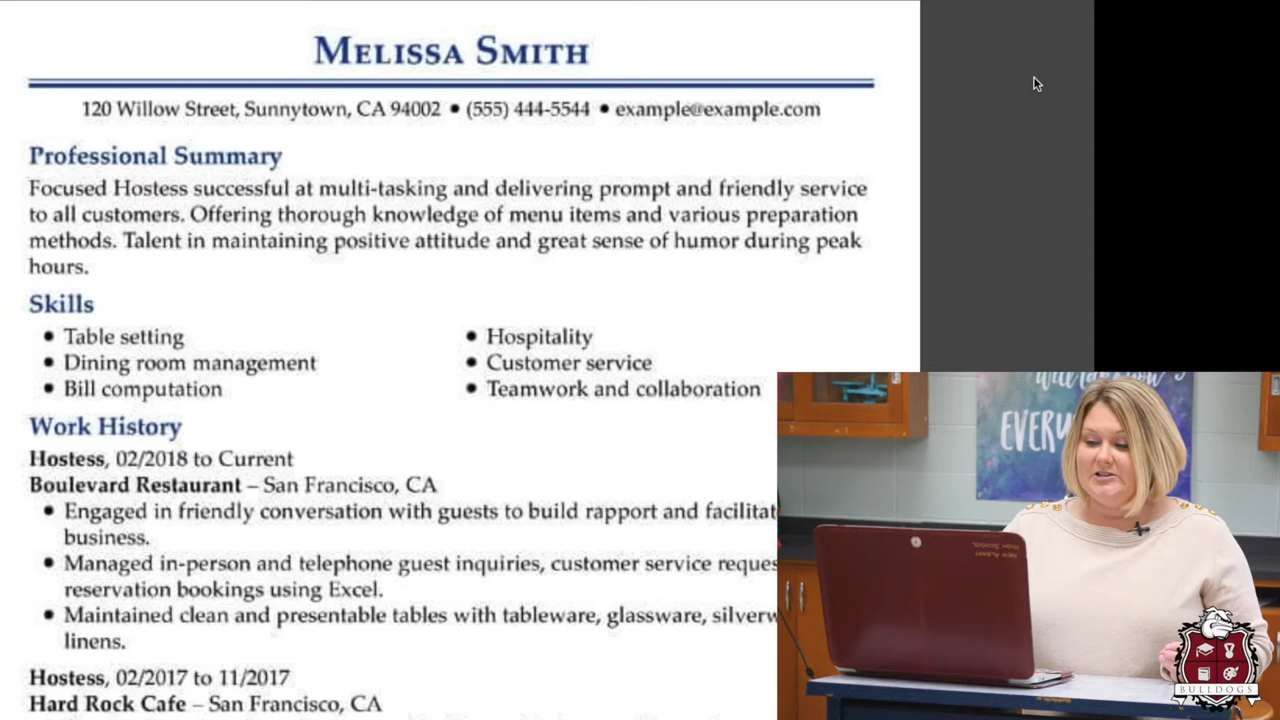 MELISSA SMITH
120 Willow Street, Sunnytown, CA 94002 • (555) 444-5544 • example@example.com
Professional Summary
Focused Hostess successful at multi-tasking and delivering prompt and friendly service
to all customers. Offering thorough knowledge of menu items and various preparation
methods. Talent in maintaining positive attitude and great sense of humor during peak
hours.
Skills
• Table setting
• Dining room management
• Bill computation
• Hospitality
• Customer service
• Teamwork and collaboration
Work History
Hostess, 02/2018 to Current
Boulevard Restaurant – San Francisco, CA
• Engaged in friendly conversation with guests to build rapport and facilitat
business.
• Managed in-person and telephone guest inquiries, customer service reques
reservation bookings using Excel.
• Maintained clean and presentable tables with tableware, glassware, silverw
linens.
Hostess, 02/2017 to 11/2017
Hard Rock Cafe – San Francisco, CA
NEW ALBANY
HIGH SCHOOL
BULLDOGS